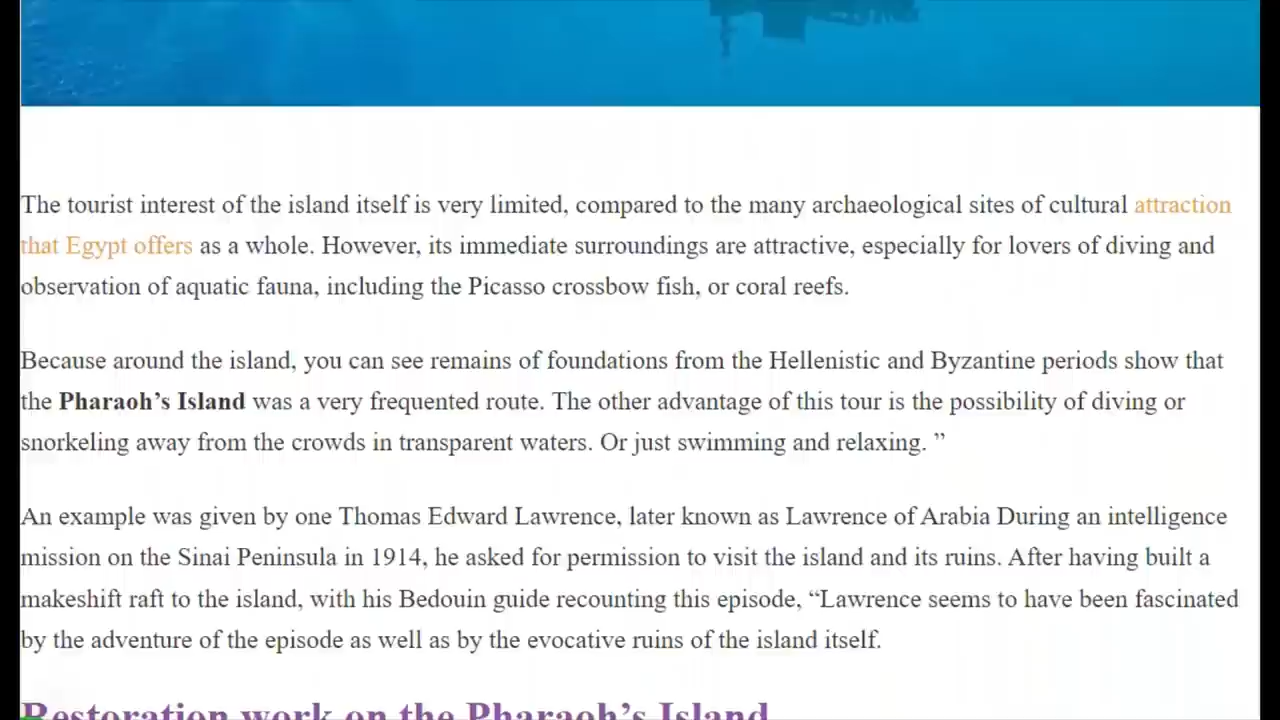 The tourist interest of the island itself is very limited, compared to the many archaeological sites of cultural attraction
that Egypt offers as a whole. However, its immediate surroundings are attractive, especially for lovers of diving and
observation of aquatic fauna, including the Picasso crossbow fish, or coral reefs.
Because around the island, you can see remains of foundations from the Hellenistic and Byzantine periods show that
the Pharaoh’s Island was a very frequented route. The other advantage of this tour is the possibility of diving or
snorkeling away from the crowds in transparent waters. Or just swimming and relaxing. ”
An example was given by one Thomas Edward Lawrence, later known as Lawrence of Arabia During an intelligence
mission on the Sinai Peninsula in 1914, he asked for permission to visit the island and its ruins. After having built a
makeshift raft to the island, with his Bedouin guide recounting this episode, “Lawrence seems to have been fascinated
by the adventure of the episode as well as by the evocative ruins of the island itself.
Restoration work on the Pharaoh’s Island